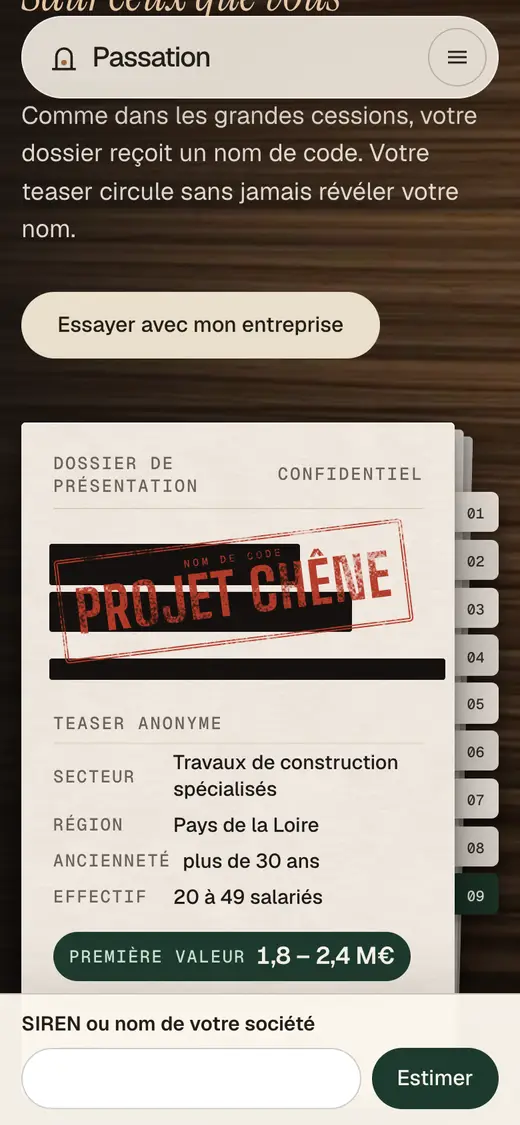 Sauf ceux que vous
Passation
Comme dans les grandes cessions, votre
dossier reçoit un nom de code. Votre
teaser circule sans jamais révéler votre
nom.
Essayer avec mon entreprise
DOSSIER DE
PRÉSENTATION
CONFIDENTIEL
NOM DE CODE
PROJET CHÊNE
01
02
03
04
05
06
07
08
09
TEASER ANONYME
SECTEUR Travaux de construction
spécialisés
RÉGION Pays de la Loire
ANCIENNETÉ plus de 30 ans
EFFECTIF 20 à 49 salariés
PREMIÈRE VALEUR 1,8 – 2,4 M€
SIREN ou nom de votre société
Estimer